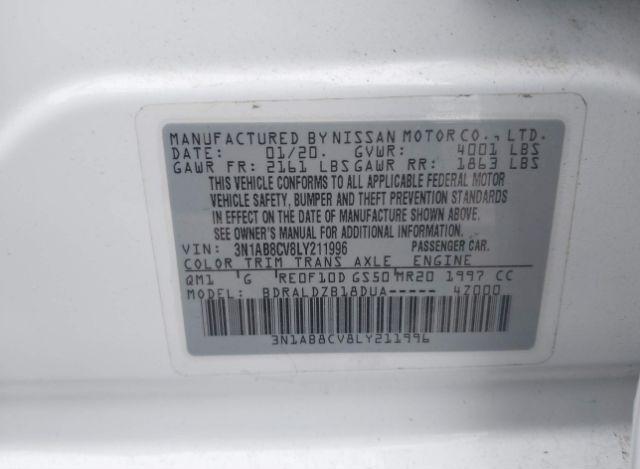 MANUFACTURED BY NISSAN MOTOR CO., LTD.
DATE: 01/20. GVWR: 4001 LBS
GAWR FR: 2161 LBS GAWR RR: 1863 LBS
THIS VEHICLE CONFORMS TO ALL APPLICABLE FEDERAL MOTOR
VEHICLE SAFETY, BUMPER AND THEFT PREVENTION STANDARDS
IN EFFECT ON THE DATE OF MANUFACTURE SHOWN ABOVE.
SEE OWNER'S MANUAL FOR ADDITIONAL INFORMATION.
VIN: 3N1AB8CV8LY211996 PASSENGER CAR.
COLOR TRIM TRANS AXLE ENGINE
QM1 G RE0F10D GS50 MR20 1997 CC
MODEL: BDRALDZB18DUA----- 4Z000
3N1AB8CV8LY211996